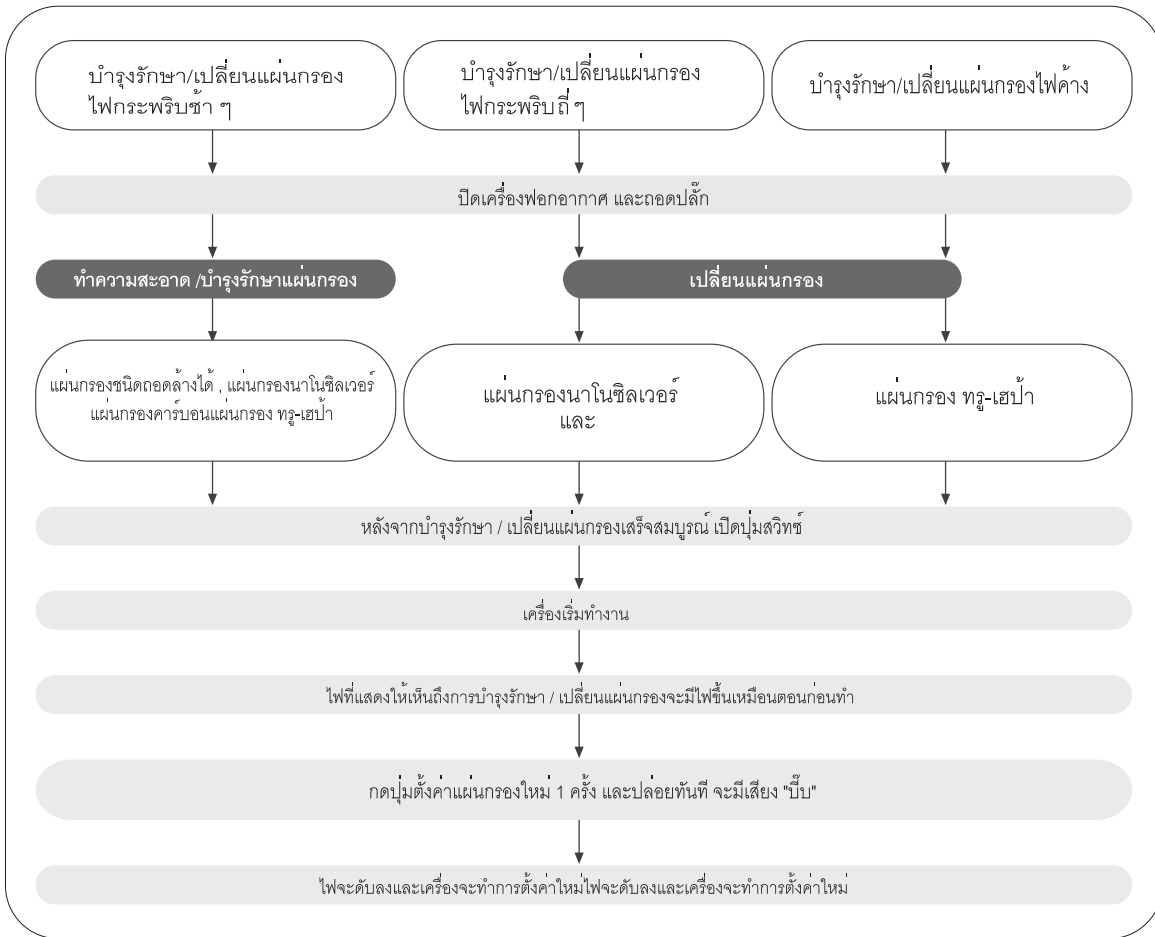 บำรุงรักษา/เปลี่ยนแผ่นกรอง
ไฟกระพริบช้า ๆ
บำรุงรักษา/เปลี่ยนแผ่นกรอง
ไฟกระพริบถี่ ๆ
บำรุงรักษา/เปลี่ยนแผ่นกรองไฟค้าง
ปิดเครื่องฟอกอากาศ และถอดปลั๊ก
ทำความสะอาด /บำรุงรักษาแผ่นกรอง
เปลี่ยนแผ่นกรอง
แผ่นกรองชนิดถอดล้างได้ , แผ่นกรองนาโนซิลเวอร์
แผ่นกรองคาร์บอนแผ่นกรอง ทรู-เฮป้า
แผ่นกรองนาโนซิลเวอร์
และ
แผ่นกรอง ทรู-เฮป้า
หลังจากบำรุงรักษา / เปลี่ยนแผ่นกรองเสร็จสมบูรณ์ เปิดปุ่มสวิทซ์
เครื่องเริ่มทำงาน
ไฟที่แสดงให้เห็นถึงการบำรุงรักษา / เปลี่ยนแผ่นกรองจะมีไฟขึ้นเหมือนตอนก่อนทำ
กดปุ่มตั้งค่าแผ่นกรองใหม่ 1 ครั้ง และปล่อยทันที จะมีเสียง "บี๊บ"
ไฟจะดับลงและเครื่องจะทำการตั้งค่าใหม่ไฟจะดับลงและเครื่องจะทำการตั้งค่าใหม่